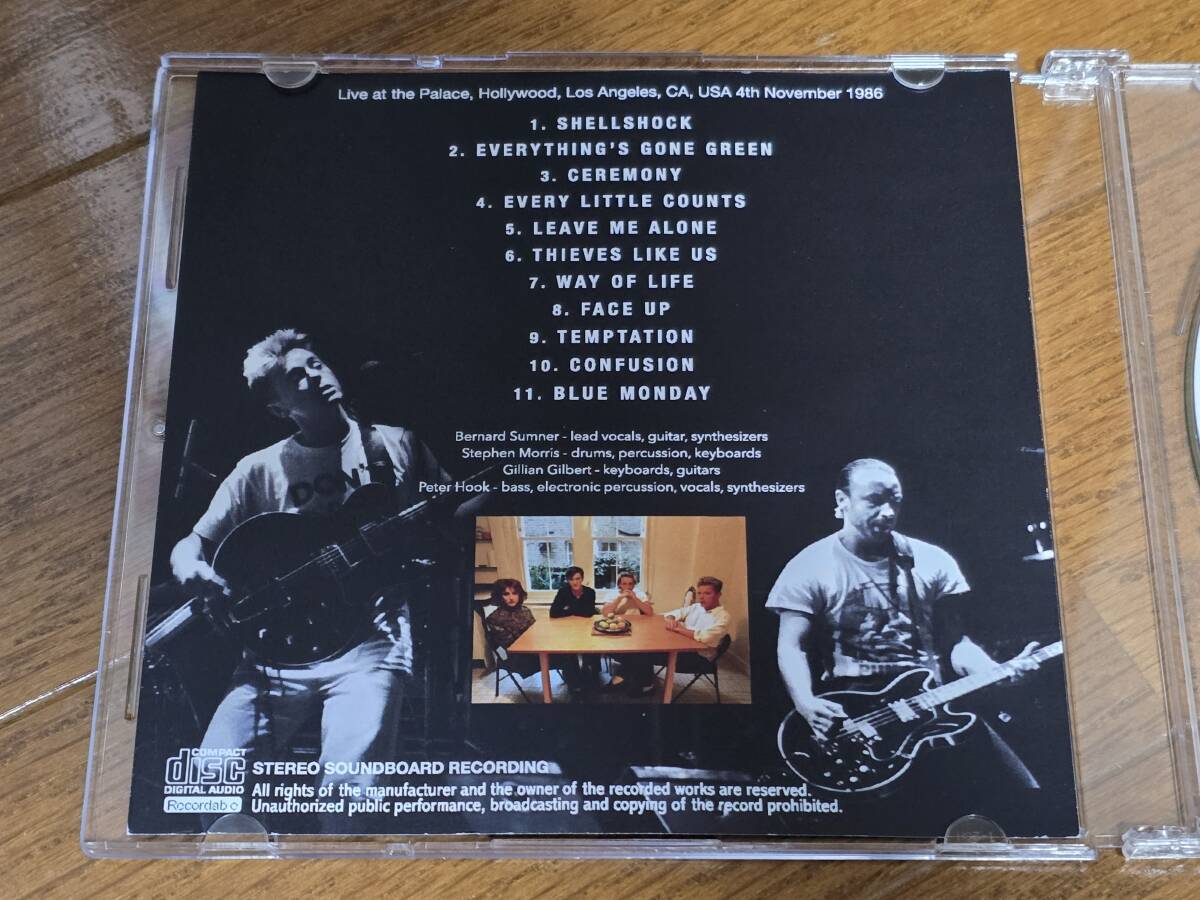 Live at the Palace, Hollywood, Los Angeles, CA, USA 4th November 1986
1. SHELLSHOCK
2. EVERYTHING'S GONE GREEN
3. CEREMONY
4. EVERY LITTLE COUNTS
5. LEAVE ME ALONE
6. THIEVES LIKE US
7. WAY OF LIFE
8. FACE UP
9. TEMPTATION
10. CONFUSION
11. BLUE MONDAY
Bernard Sumner - lead vocals, guitar, synthesizers
Stephen Morris - drums, percussion, keyboards
Gillian Gilbert - keyboards, guitars
Peter Hook - bass, electronic percussion, vocals, synthesizers
DON'T
COMPACT
disc
DIGITAL AUDIO
Recordable
STEREO SOUNDBOARD RECORDING
All rights of the manufacturer and the owner of the recorded works are reserved.
Unauthorized public performance, broadcasting and copying of the record prohibited.